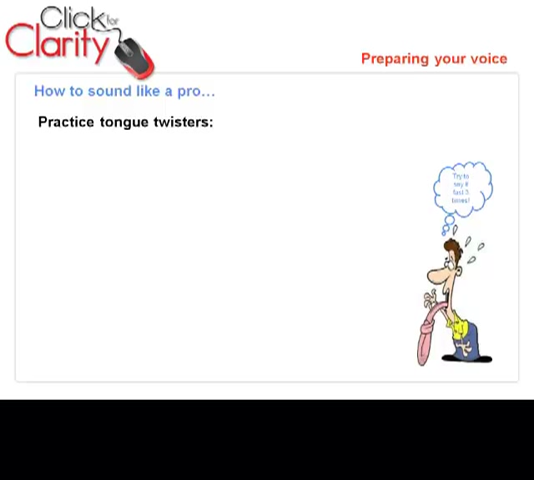 Click for
Clarity
Preparing your voice
How to sound like a pro...
Practice tongue twisters:
Try to
say it
fast 3
times!